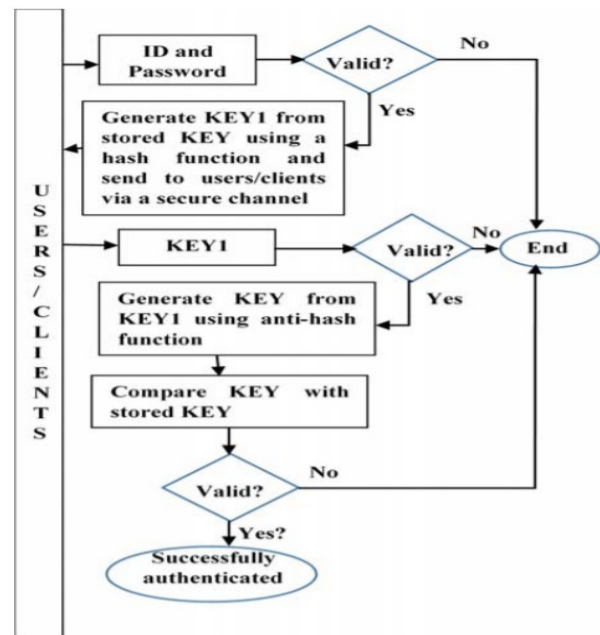 ID and
Password
Valid?
No
Yes
Generate KEY1 from
stored KEY using a
hash function and
send to users/clients
via a secure channel
USERS/CLIENTS
KEY1
Valid?
No
End
Yes
Generate KEY from
KEY1 using anti-hash
function
Compare KEY with
stored KEY
Valid?
No
Yes?
Successfully
authenticated